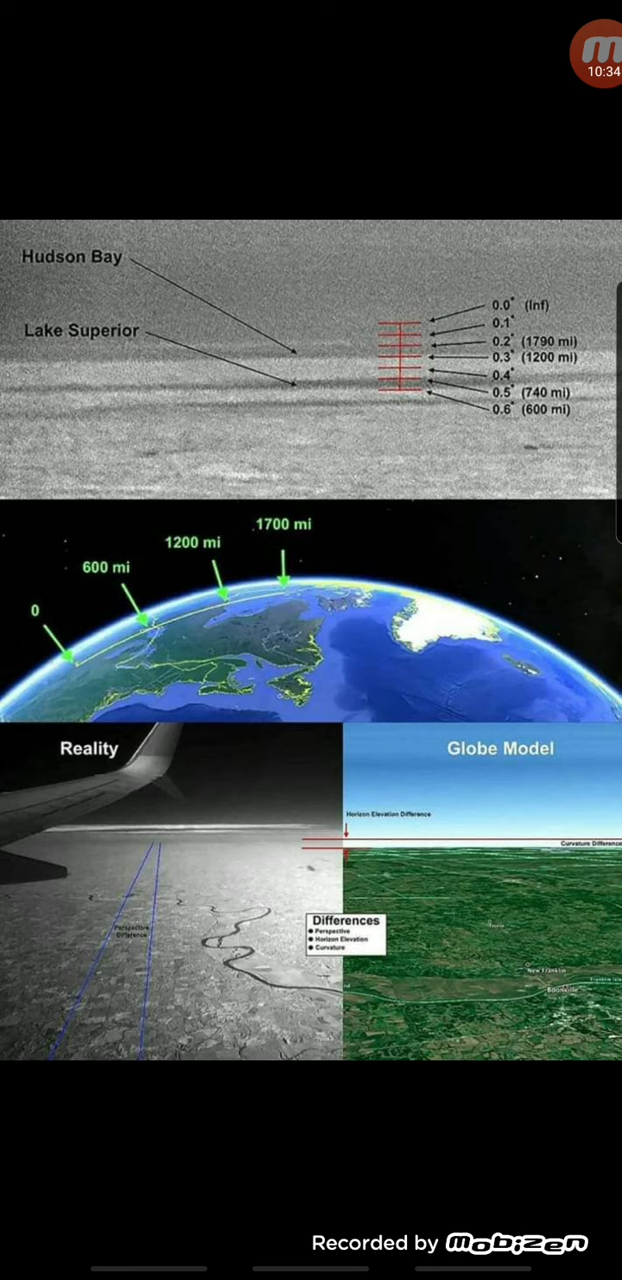 10:34
Hudson Bay
Lake Superior
0.0° (Inf)
0.1°
0.2° (1790 mi)
0.3° (1200 mi)
0.4°
0.5° (740 mi)
0.6° (600 mi)
1700 mi
1200 mi
600 mi
0
Reality
Globe Model
Horizon Elevation Difference
Curvature Difference
Perspective
Difference
Differences
Perspective
Horizon Elevation
Curvature
New Franklin
Franklin Isl
Boonville
Recorded by Mobizen